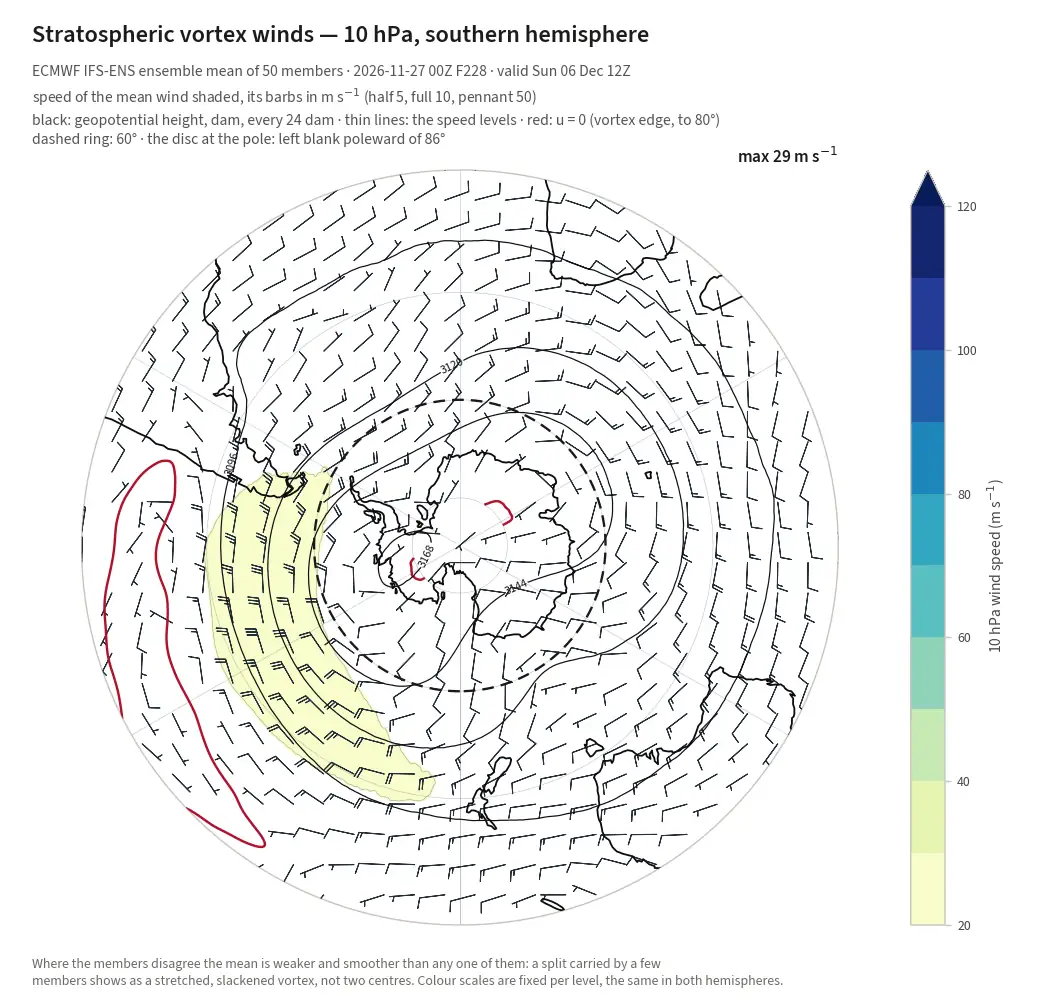 Stratospheric vortex winds — 10 hPa, southern hemisphere
ECMWF IFS-ENS ensemble mean of 50 members · 2026-11-27 00Z F228 · valid Sun 06 Dec 12Z
speed of the mean wind shaded, its barbs in m s⁻¹ (half 5, full 10, pennant 50)
black: geopotential height, dam, every 24 dam · thin lines: the speed levels · red: u = 0 (vortex edge, to 80°)
dashed ring: 60° · the disc at the pole: left blank poleward of 86°
max 29 m s⁻¹
120
100
80
60
40
20
10 hPa wind speed (m s⁻¹)
3120
3096
3168
3144
Where the members disagree the mean is weaker and smoother than any one of them: a split carried by a few
members shows as a stretched, slackened vortex, not two centres. Colour scales are fixed per level, the same in both hemispheres.